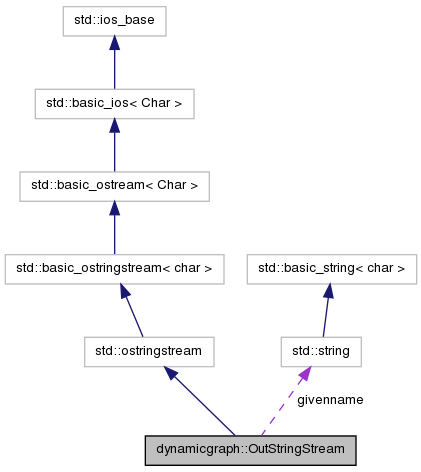 std::ios_base
std::basic_ios< Char >
std::basic_ostream< Char >
std::basic_ostringstream< char >
std::basic_string< char >
std::ostringstream
std::string
givenname
dynamicgraph::OutStringStream